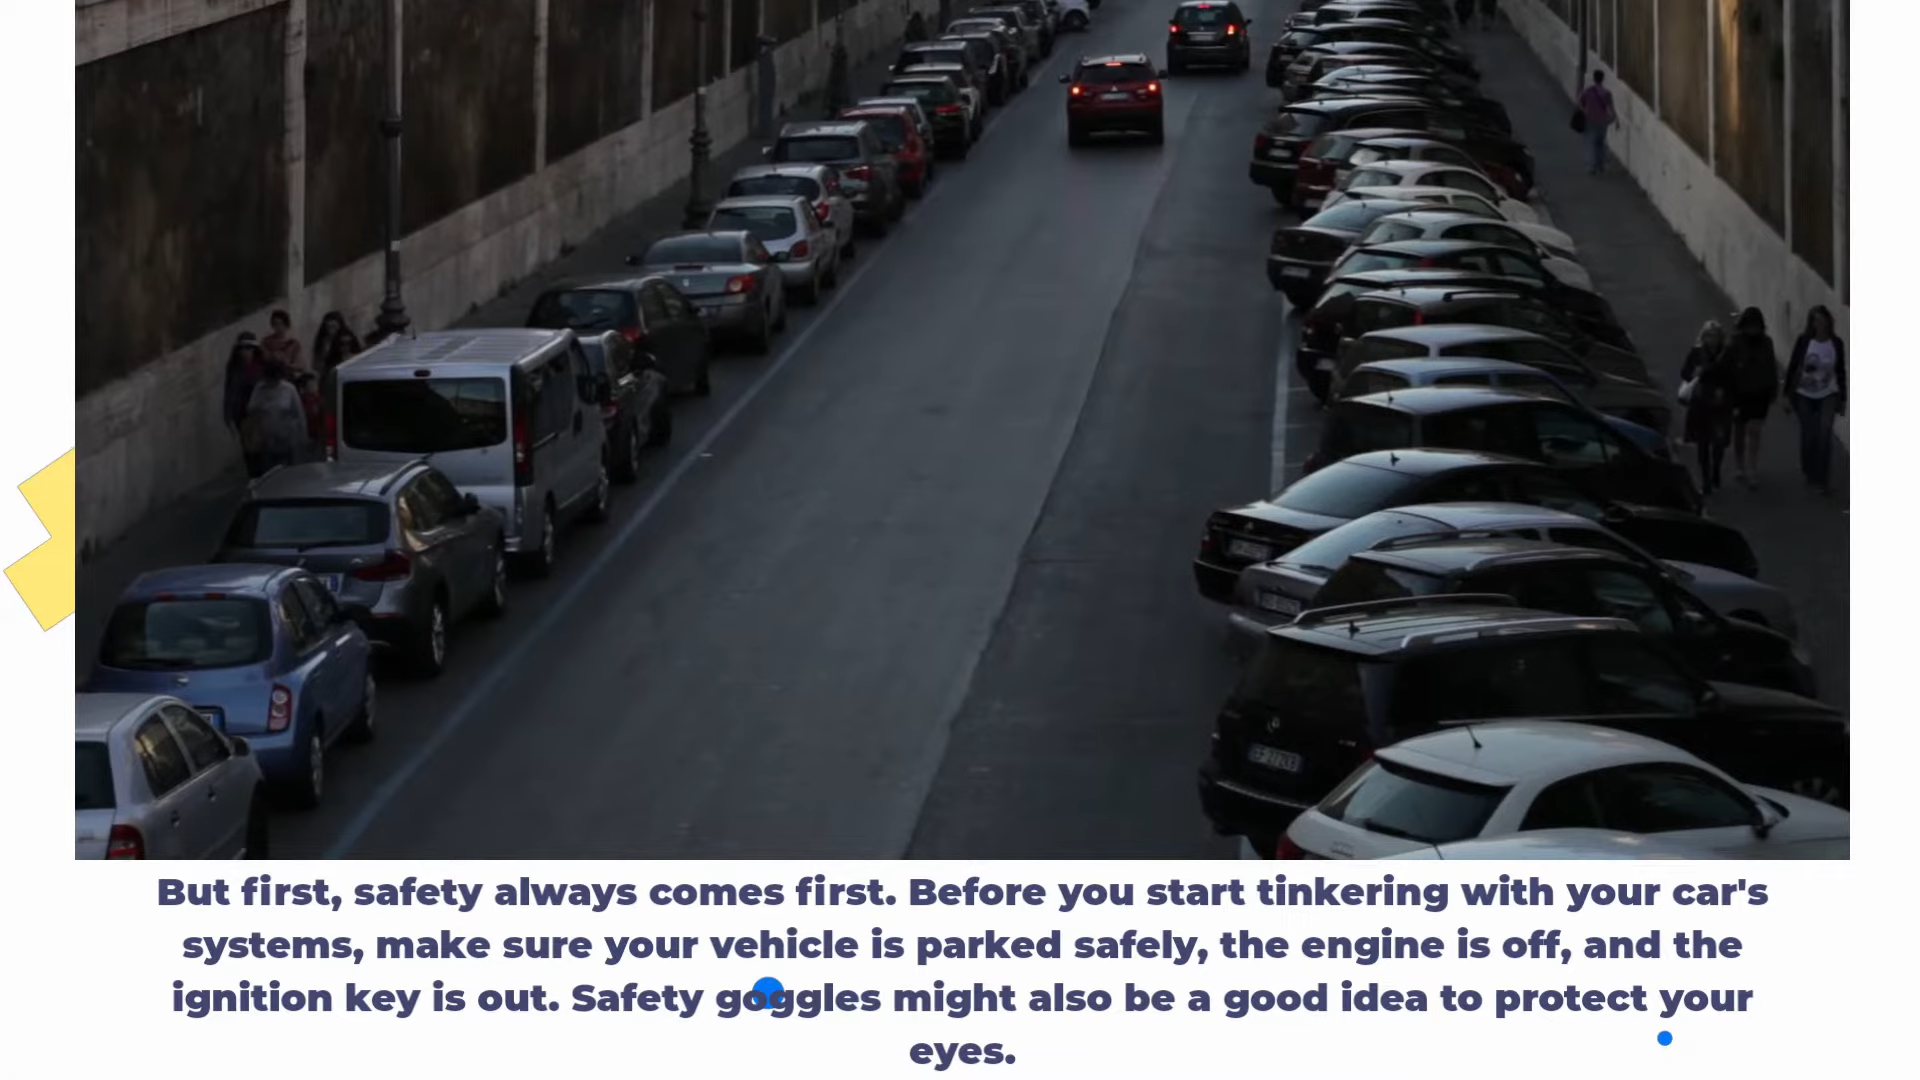 But first, safety always comes first. Before you start tinkering with your car's
systems, make sure your vehicle is parked safely, the engine is off, and the
ignition key is out. Safety goggles might also be a good idea to protect your
eyes.